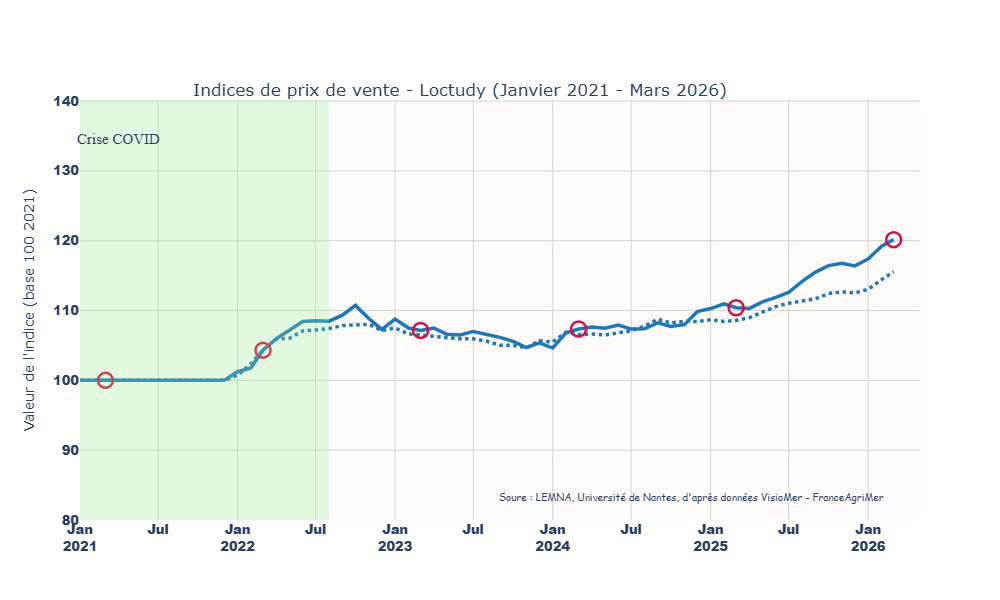 Indices de prix de vente - Loctudy (Janvier 2021 - Mars 2026)
140
Crise COVID
130
120
110
100
90
80
Valeur de l'Indice (base 100 2021)
Soure : LEMNA, Université de Nantes, d'après données VisioMer - FranceAgriMer
Jan Jul Jan Jul Jan Jul Jan Jul Jan Jul Jan
2021 2022 2023 2024 2025 2026